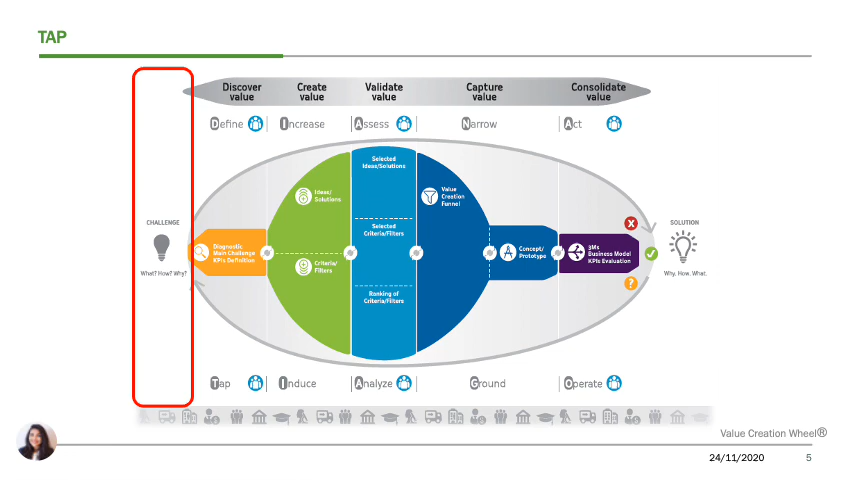 TAP
Discover value
Create value
Validate value
Capture value
Consolidate value
Define
Increase
Assess
Narrow
Act
CHALLENGE
What? How? Why?
Diagnostic
Main Challenge
KPIs Definition
Ideas/
Solutions
Criteria/
Filters
Selected
Ideas/Solutions
Selected
Criteria/Filters
Ranking of
Criteria/Filters
Value
Creation
Funnel
Concept/
Prototype
3Ms
Business Model
KPIs Evaluation
SOLUTION
Why. How. What.
Tap
Induce
Analyze
Ground
Operate
Value Creation Wheel®
24/11/2020
5